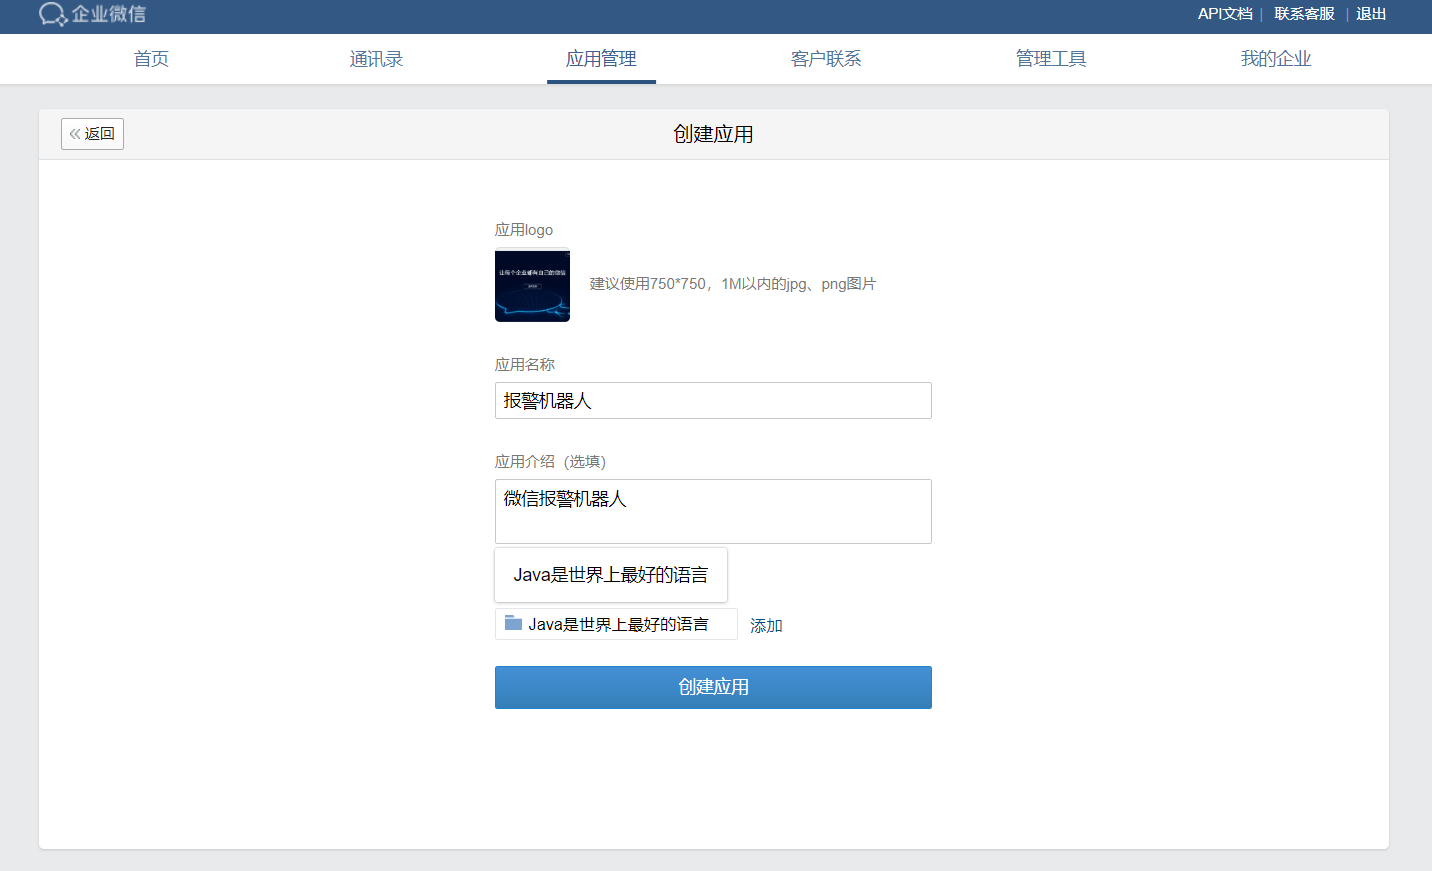 企业微信
API文档 | 联系客服 | 退出
首页 通讯录 应用管理 客户联系 管理工具 我的企业
« 返回 创建应用
应用logo
让每个企业都有自己的微信
建议使用750*750，1M以内的jpg、png图片
应用名称
报警机器人
应用介绍（选填）
微信报警机器人
Java是世界上最好的语言
Java是世界上最好的语言 添加
创建应用